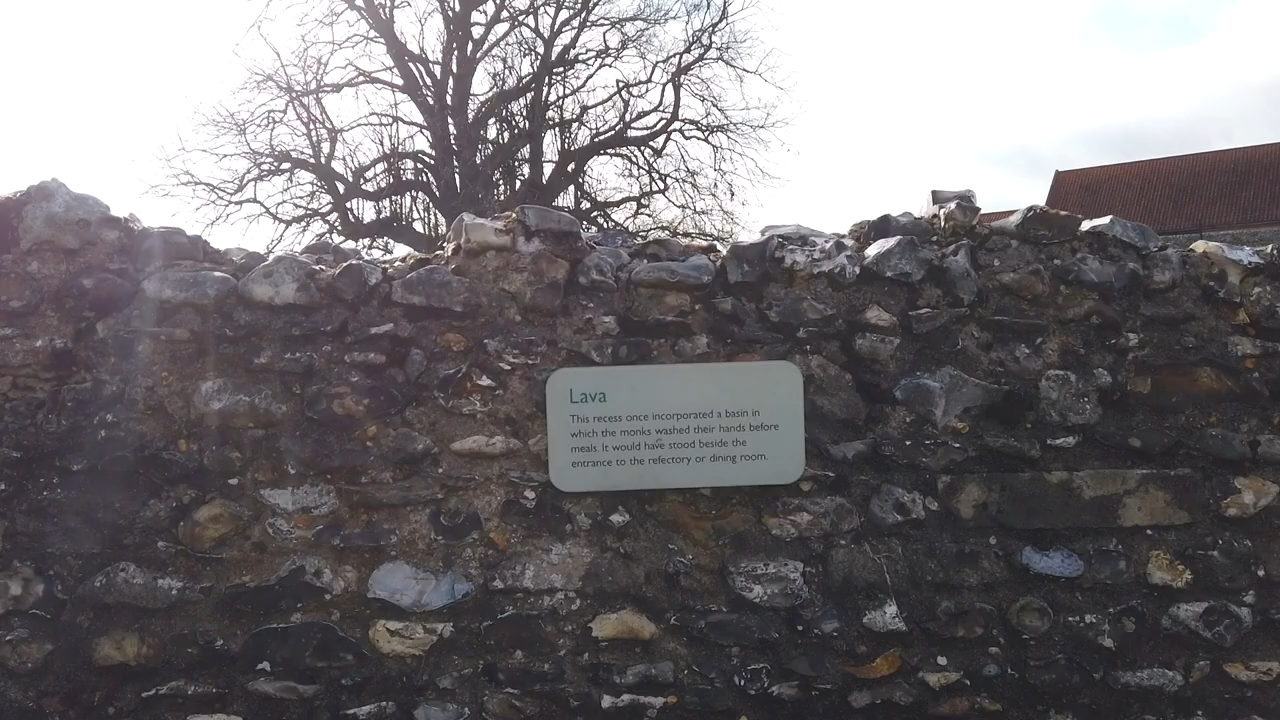 Lava
This recess once incorporated a basin in
which the monks washed their hands before
meals. It would have stood beside the
entrance to the refectory or dining room.